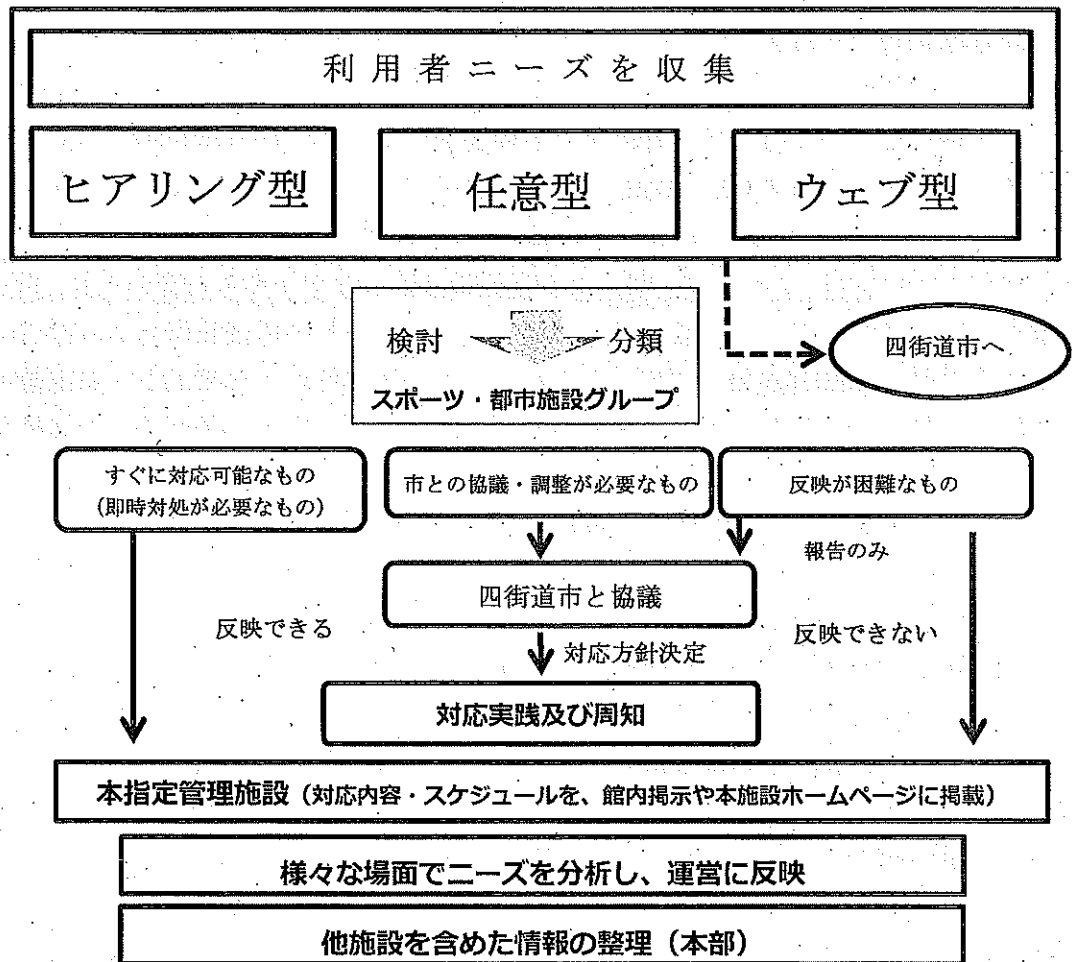 利用者ニーズを収集
ヒアリング型
任意型
ウェブ型
検討
分類
スポーツ・都市施設グループ
四街道市へ
すぐに対応可能なもの
(即時対処が必要なもの)
市との協議・調整が必要なもの
反映が困難なもの
報告のみ
四街道市と協議
反映できる
反映できない
対応方針決定
対応実践及び周知
本指定管理施設(対応内容・スケジュールを、館内掲示や本施設ホームページに掲載)
様々な場面でニーズを分析し、運営に反映
他施設を含めた情報の整理(本部)